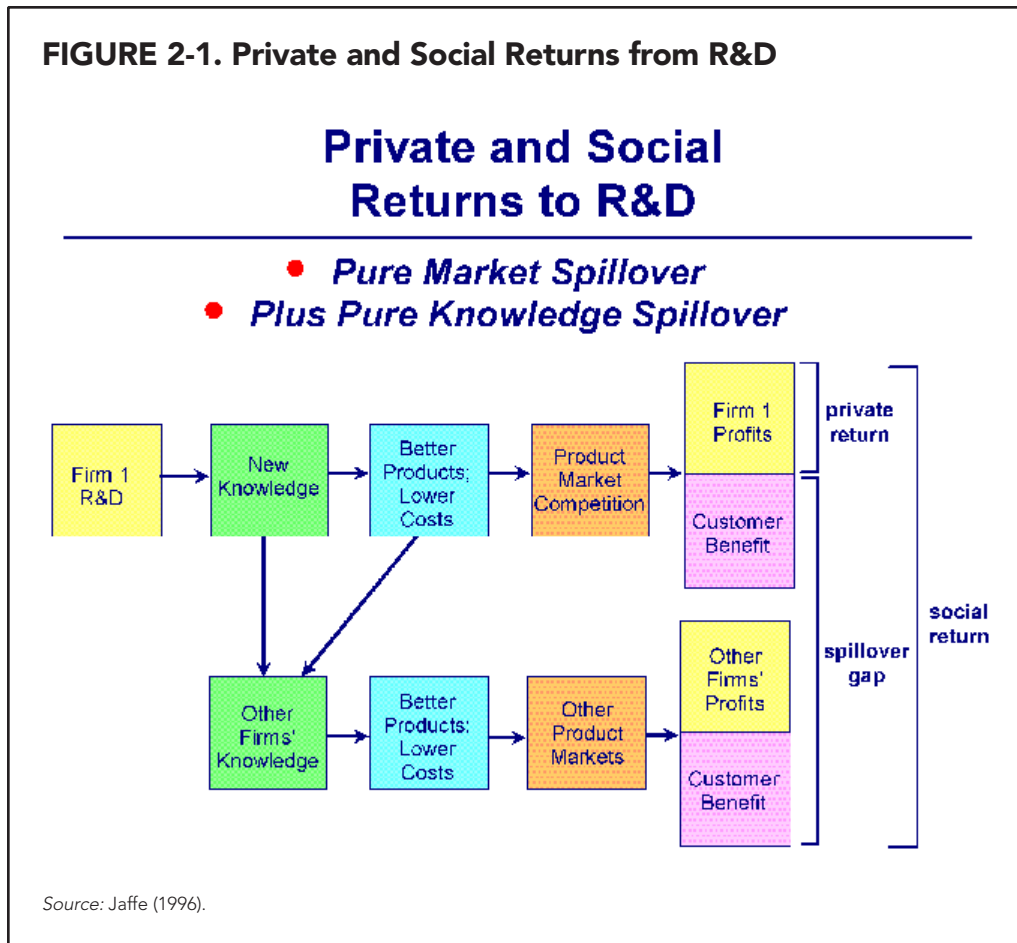 FIGURE 2-1. Private and Social Returns from R&D
Private and Social
Returns to R&D
Pure Market Spillover
Plus Pure Knowledge Spillover
Firm 1
R&D
New
Knowledge
Better
Products;
Lower
Costs
Product
Market
Competition
Firm 1
Profits
Customer
Benefit
private
return
Other
Firms'
Knowledge
Better
Products:
Lower
Costs
Other
Product
Markets
Other
Firms'
Profits
Customer
Benefit
spillover
gap
social
return
Source: Jaffe (1996).